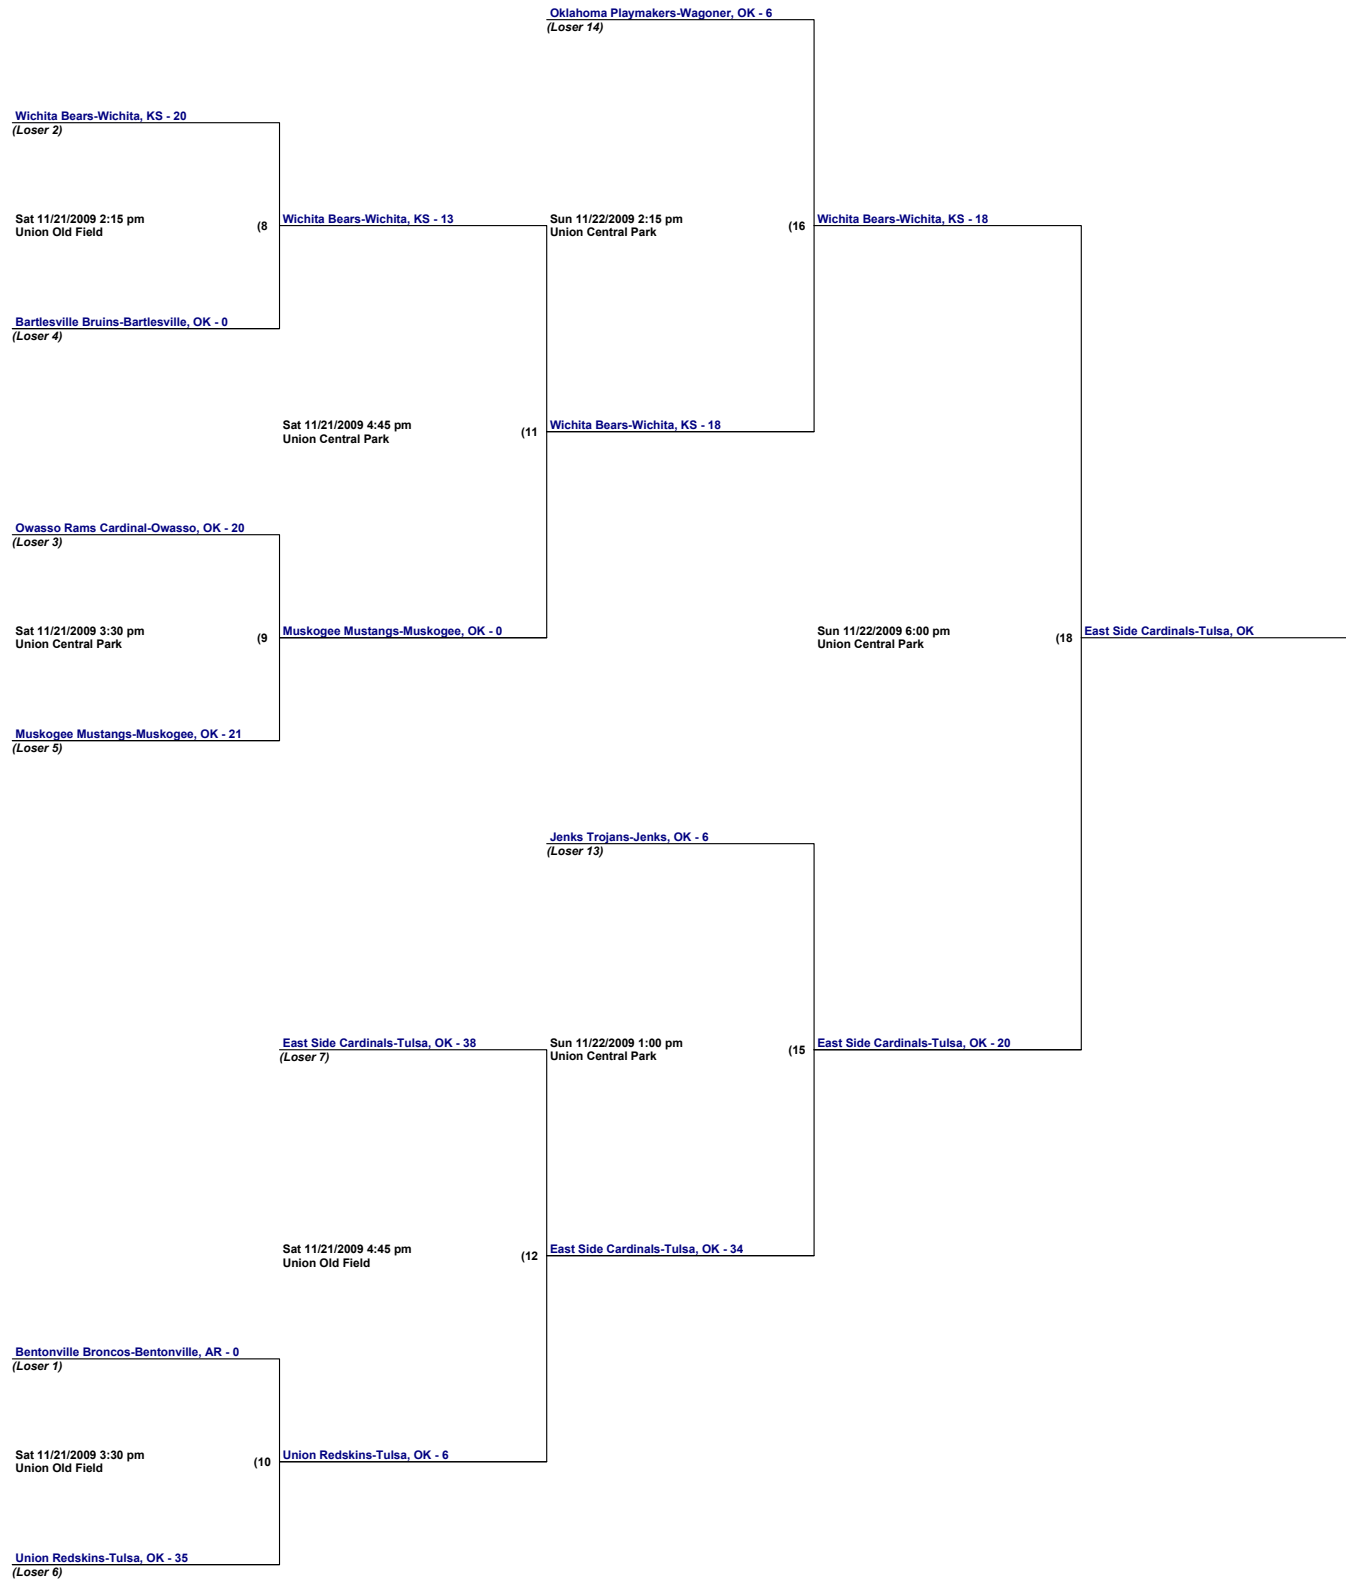 Oklahoma Playmakers-Wagoner, OK - 6
(Loser 14)
Wichita Bears-Wichita, KS - 20
(Loser 2)
Sat 11/21/2009 2:15 pm
Union Old Field
(8
Wichita Bears-Wichita, KS - 13
Sun 11/22/2009 2:15 pm
Union Central Park
(16
Wichita Bears-Wichita, KS - 18
Bartlesville Bruins-Bartlesville, OK - 0
(Loser 4)
Sat 11/21/2009 4:45 pm
Union Central Park
(11
Wichita Bears-Wichita, KS - 18
Owasso Rams Cardinal-Owasso, OK - 20
(Loser 3)
Sat 11/21/2009 3:30 pm
Union Central Park
(9
Muskogee Mustangs-Muskogee, OK - 0
Sun 11/22/2009 6:00 pm
Union Central Park
(18
East Side Cardinals-Tulsa, OK
Muskogee Mustangs-Muskogee, OK - 21
(Loser 5)
Jenks Trojans-Jenks, OK - 6
(Loser 13)
East Side Cardinals-Tulsa, OK - 38
(Loser 7)
Sun 11/22/2009 1:00 pm
Union Central Park
(15
East Side Cardinals-Tulsa, OK - 20
Sat 11/21/2009 4:45 pm
Union Old Field
(12
East Side Cardinals-Tulsa, OK - 34
Bentonville Broncos-Bentonville, AR - 0
(Loser 1)
Sat 11/21/2009 3:30 pm
Union Old Field
(10
Union Redskins-Tulsa, OK - 6
Union Redskins-Tulsa, OK - 35
(Loser 6)